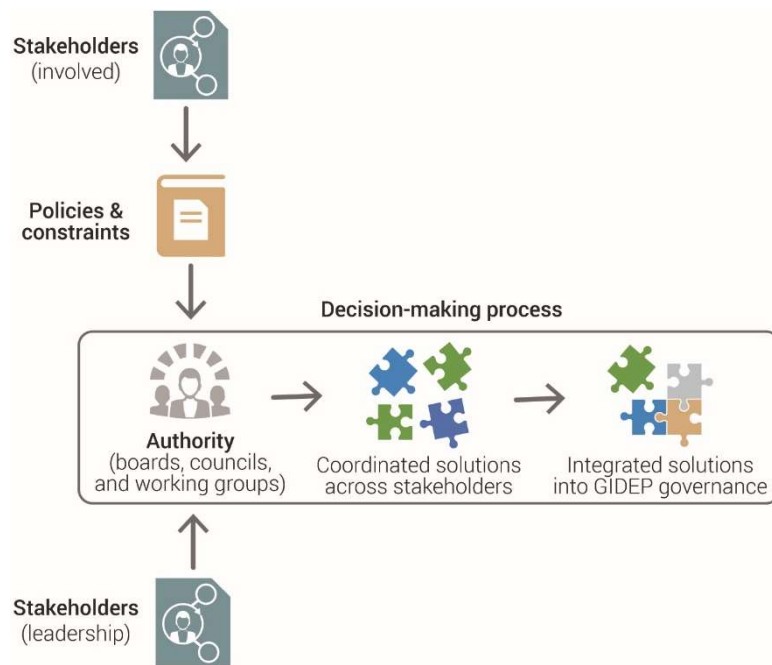 Stakeholders
(involved)
Policies &
constraints
Decision-making process
Authority
(boards, councils,
and working groups)
Coordinated solutions
across stakeholders
Integrated solutions
into GIDEP governance
Stakeholders
(leadership)